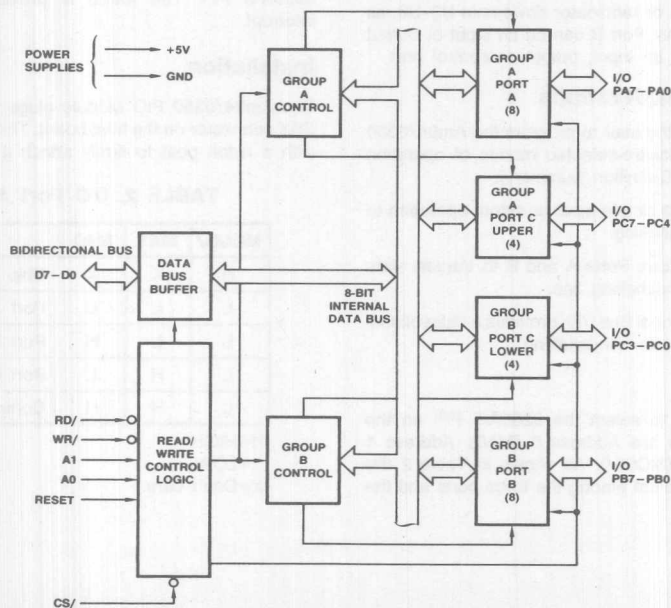 POWER
SUPPLIES
+5V
GND
GROUP
A
CONTROL
GROUP
A
PORT
A
(8)
I/O
PA7-PA0
GROUP
A
PORT C
UPPER
(4)
I/O
PC7-PC4
BIDIRECTIONAL BUS
D7-D0
DATA
BUS
BUFFER
8-BIT
INTERNAL
DATA BUS
GROUP
B
PORT C
LOWER
(4)
I/O
PC3-PC0
RD/
WR/
A1
A0
RESET
READ/
WRITE
CONTROL
LOGIC
GROUP
B
CONTROL
GROUP
B
PORT
B
(8)
I/O
PB7-PB0
CS/